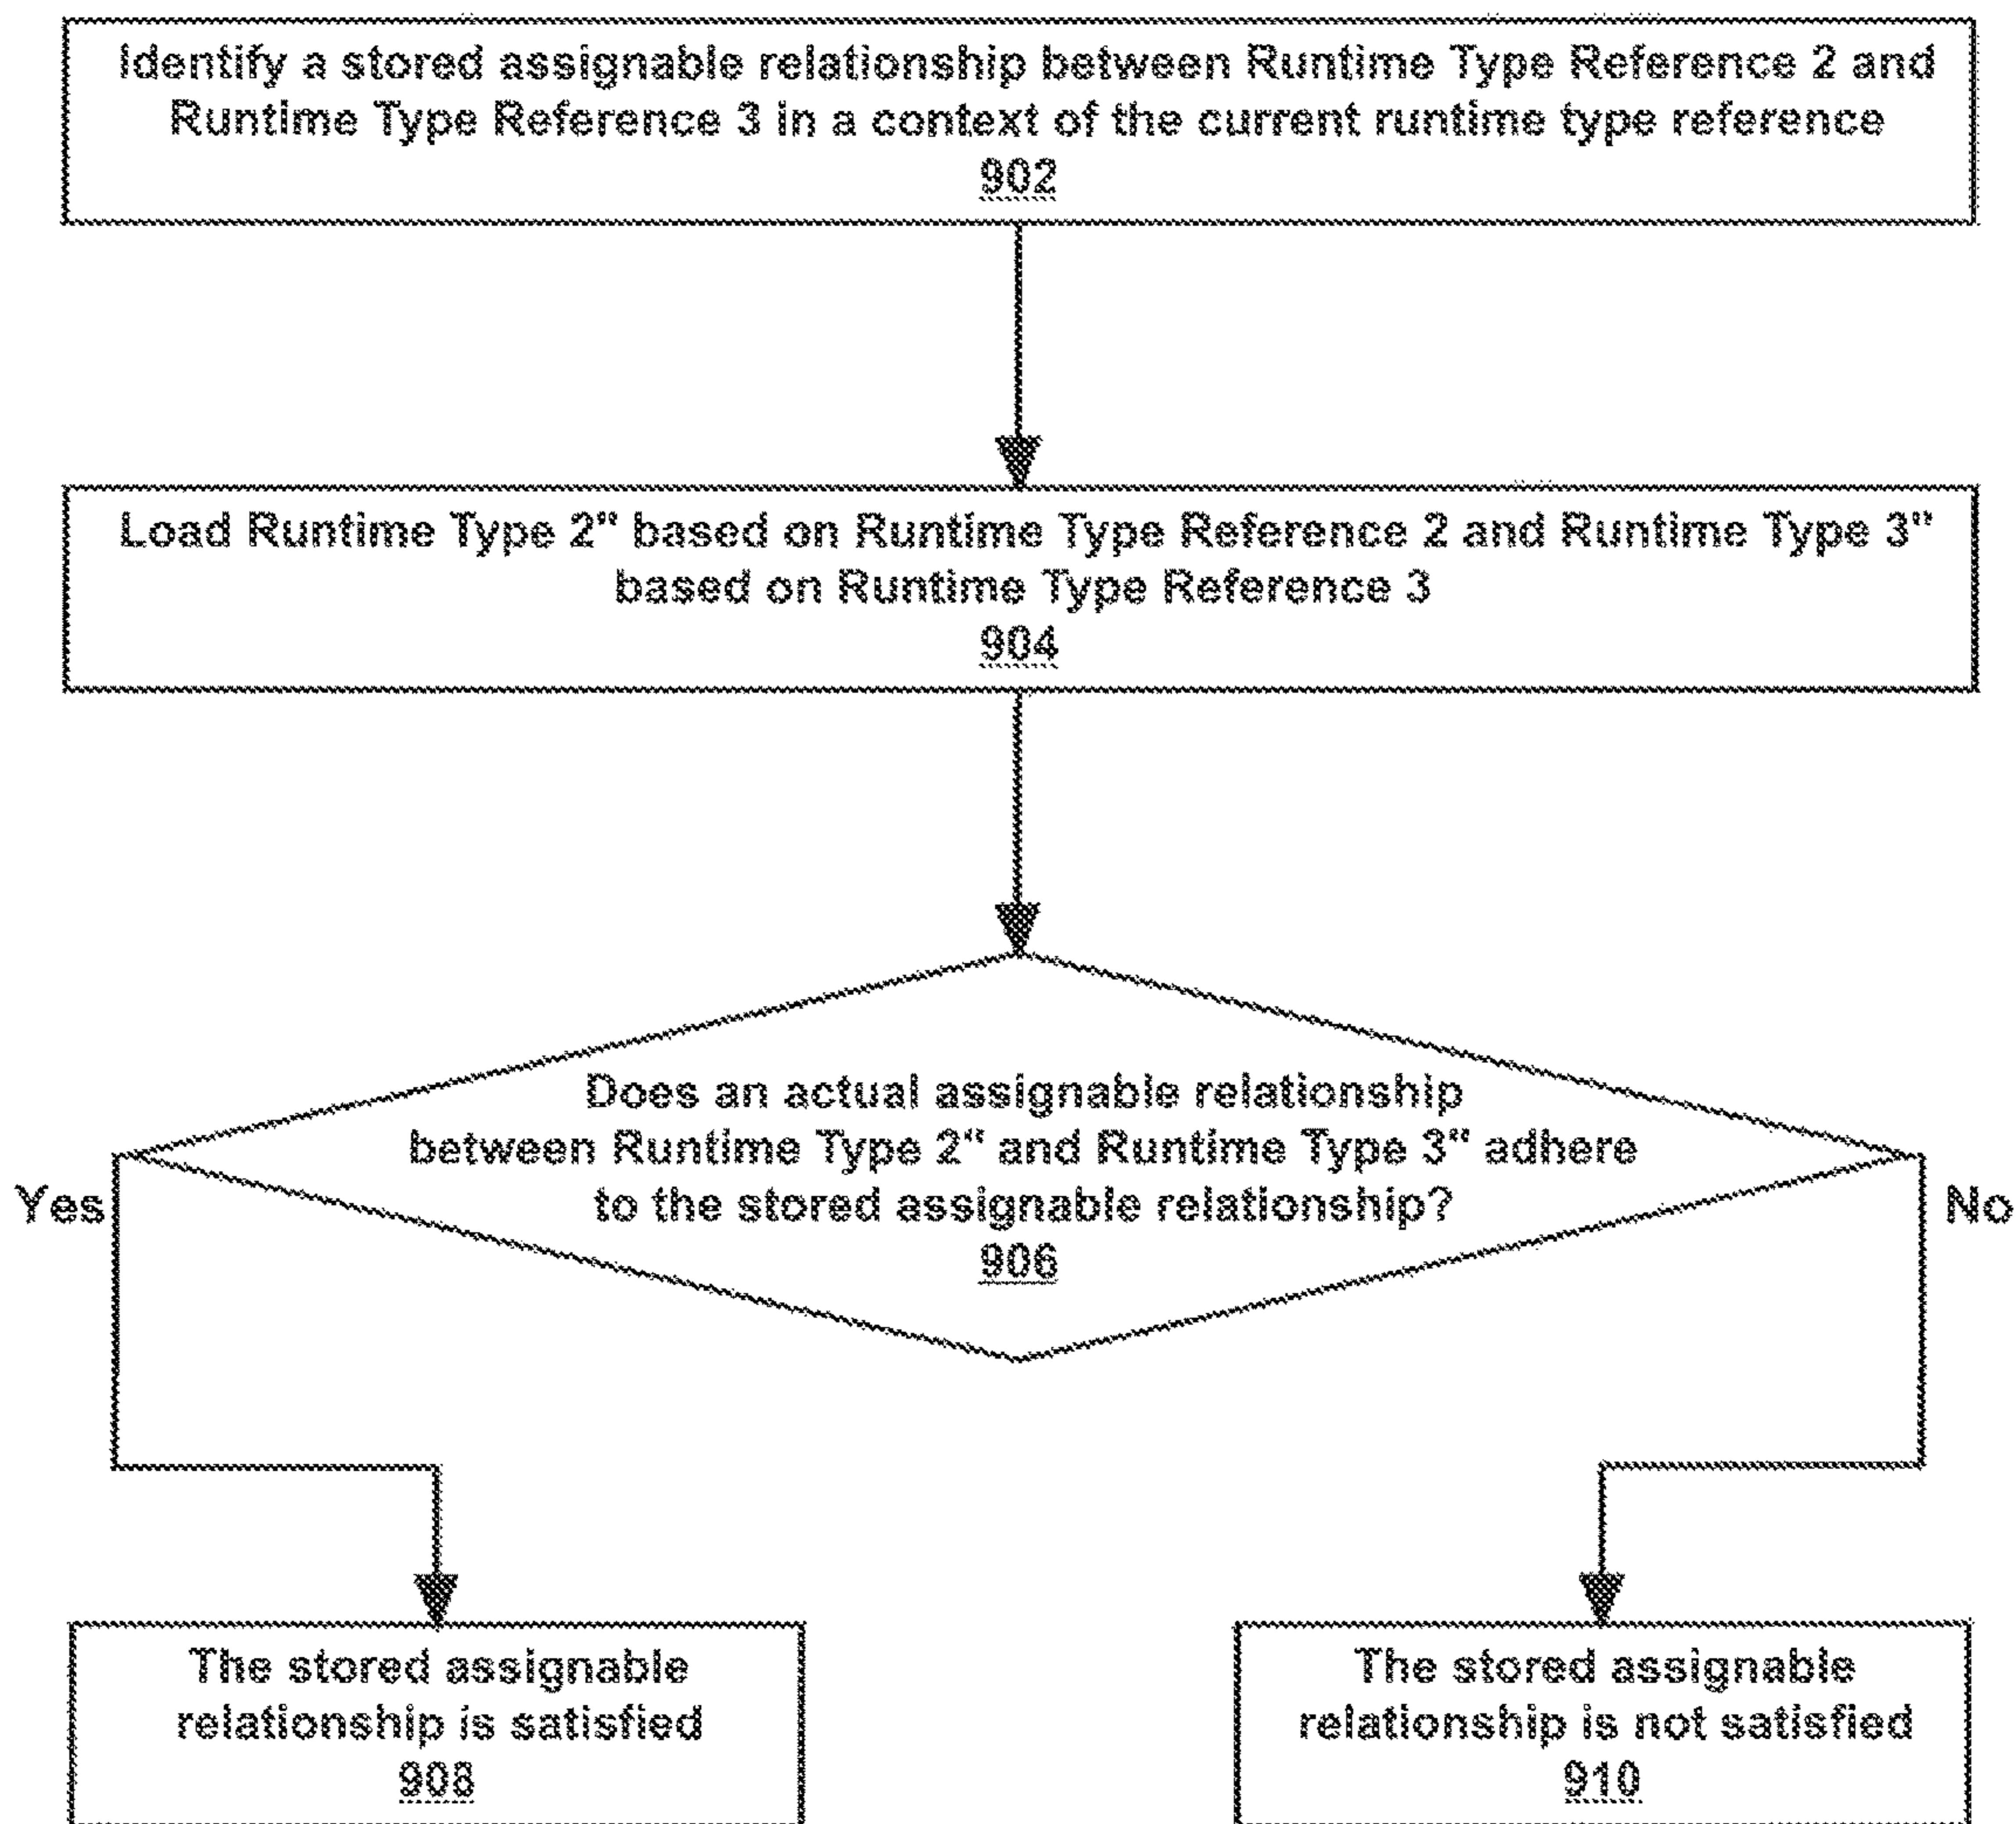 Identify a stored assignable relationship between Runtime Type Reference 2 and
Runtime Type Reference 3 in a context of the current runtime type reference
902
Load Runtime Type 2" based on Runtime Type Reference 2 and Runtime Type 3"
based on Runtime Type Reference 3
904
Does an actual assignable relationship
between Runtime Type 2" and Runtime Type 3" adhere
to the stored assignable relationship?
906
Yes
No
The stored assignable
relationship is satisfied
908
The stored assignable
relationship is not satisfied
910